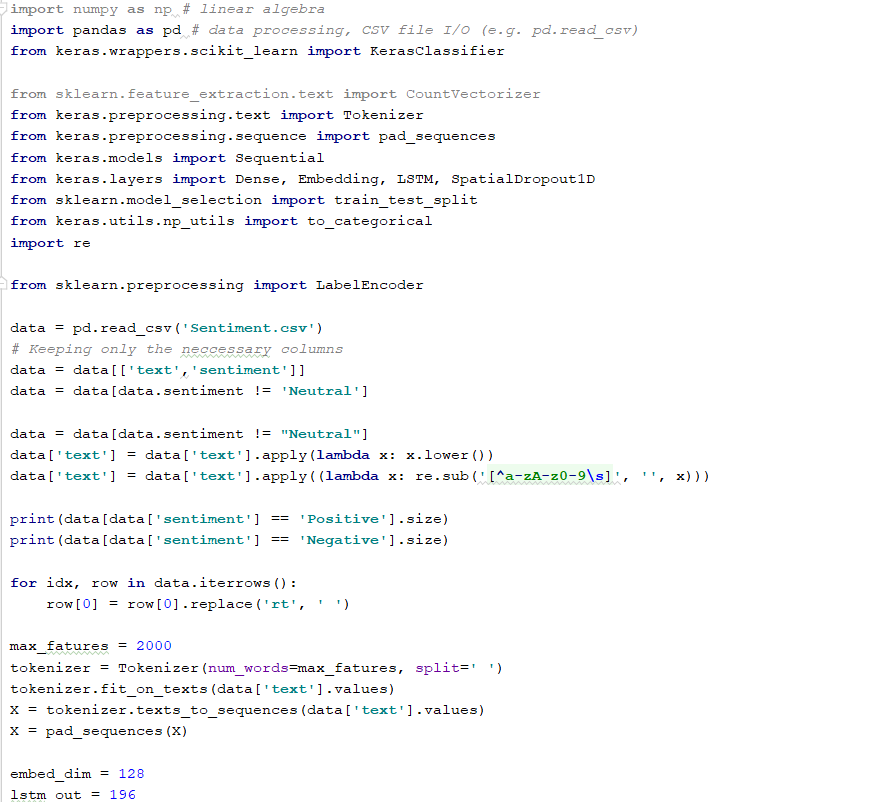 import numpy as np # linear algebra
import pandas as pd # data processing, CSV file I/O (e.g. pd.read_csv)
from keras.wrappers.scikit_learn import KerasClassifier
from sklearn.feature_extraction.text import CountVectorizer
from keras.preprocessing.text import Tokenizer
from keras.preprocessing.sequence import pad_sequences
from keras.models import Sequential
from keras.layers import Dense, Embedding, LSTM, SpatialDropout1D
from sklearn.model_selection import train_test_split
from keras.utils.np_utils import to_categorical
import re
from sklearn.preprocessing import LabelEncoder
data = pd.read_csv('Sentiment.csv')
# Keeping only the neccessary columns
data = data[['text','sentiment']]
data = data[data.sentiment != 'Neutral']
data = data[data.sentiment != "Neutral"]
data['text'] = data['text'].apply(lambda x: x.lower())
data['text'] = data['text'].apply((lambda x: re.sub('[^a-zA-z0-9\s]', '', x)))
print(data[data['sentiment'] == 'Positive'].size)
print(data[data['sentiment'] == 'Negative'].size)
for idx, row in data.iterrows():
    row[0] = row[0].replace('rt', ' ')
max_fatures = 2000
tokenizer = Tokenizer(num_words=max_fatures, split=' ')
tokenizer.fit_on_texts(data['text'].values)
X = tokenizer.texts_to_sequences(data['text'].values)
X = pad_sequences(X)
embed_dim = 128
lstm_out = 196